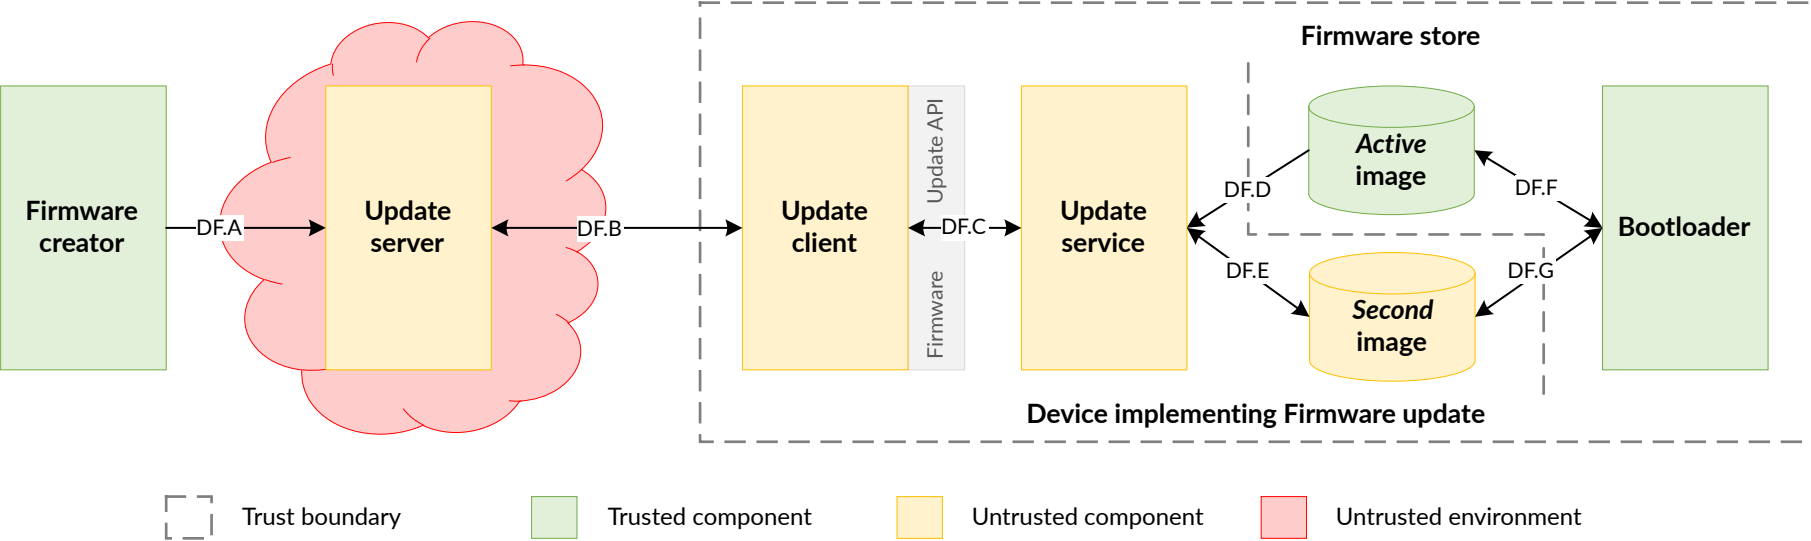 Firmware store
Firmware
creator
DF.A
Update
server
DF.B
Update
client
Firmware
Update API
DF.C
Update
service
DF.D
DF.E
Active
image
Second
image
DF.F
DF.G
Bootloader
Device implementing Firmware update
Trust boundary
Trusted component
Untrusted component
Untrusted environment